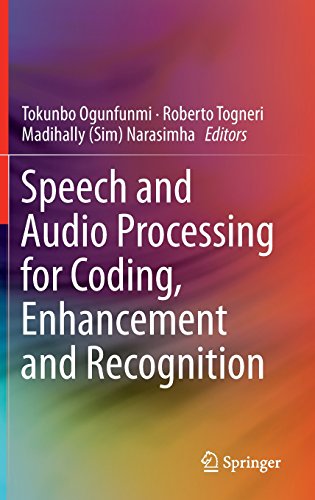 Tokunbo Ogunfunmi · Roberto Togneri
Madihally (Sim) Narasimha Editors
Speech and
Audio Processing
for Coding,
Enhancement
and Recognition
Springer